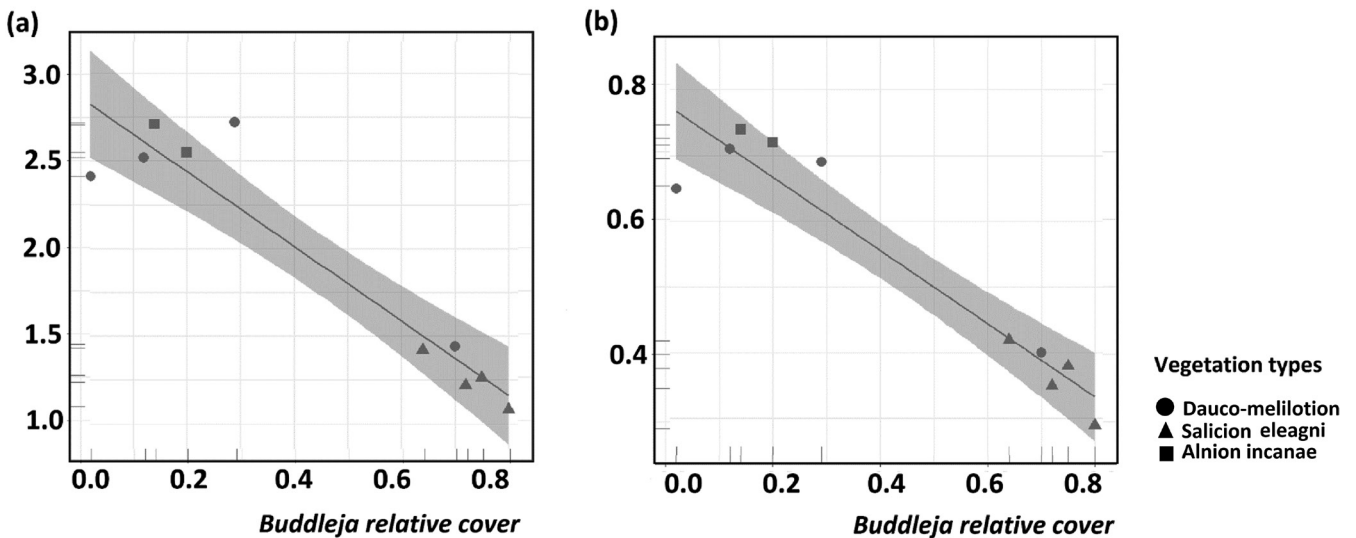 (a)
3.0
2.5
2.0
1.5
1.0
0.0 0.2 0.4 0.6 0.8
Buddleja relative cover
(b)
0.8
0.6
0.4
0.0 0.2 0.4 0.6 0.8
Buddleja relative cover
Vegetation types
Dauco-melilotion
Salicion eleagni
Alnion incanae